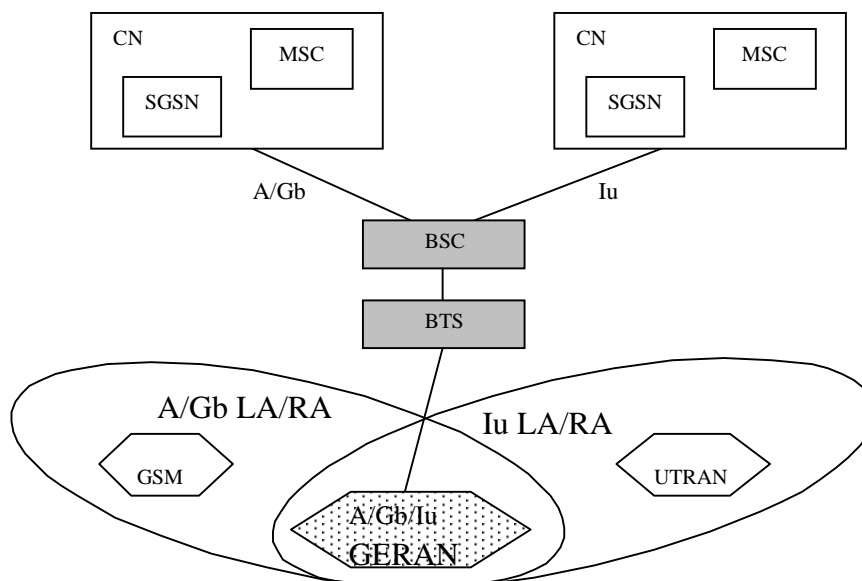 CN
MSC
SGSN
CN
MSC
SGSN
A/Gb
Iu
BSC
BTS
A/Gb LA/RA
Iu LA/RA
GSM
UTRAN
A/Gb/Iu
GERAN